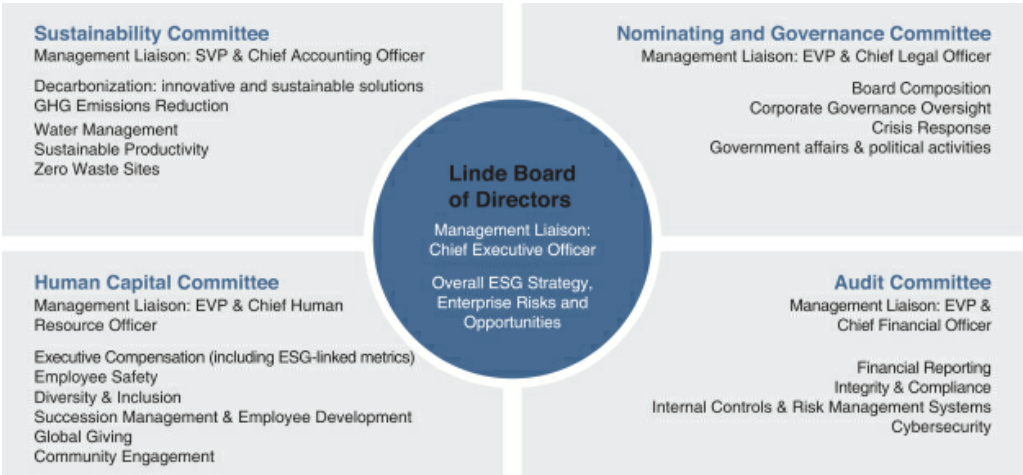 Sustainability Committee
Management Liaison: SVP & Chief Accounting Officer
Decarbonization: innovative and sustainable solutions
GHG Emissions Reduction
Water Management
Sustainable Productivity
Zero Waste Sites
Nominating and Governance Committee
Management Liaison: EVP & Chief Legal Officer
Board Composition
Corporate Governance Oversight
Crisis Response
Government affairs & political activities
Linde Board
of Directors
Management Liaison:
Chief Executive Officer
Overall ESG Strategy,
Enterprise Risks and
Opportunities
Human Capital Committee
Management Liaison: EVP & Chief Human
Resource Officer
Executive Compensation (including ESG-linked metrics)
Employee Safety
Diversity & Inclusion
Succession Management & Employee Development
Global Giving
Community Engagement
Audit Committee
Management Liaison: EVP &
Chief Financial Officer
Financial Reporting
Integrity & Compliance
Internal Controls & Risk Management Systems
Cybersecurity